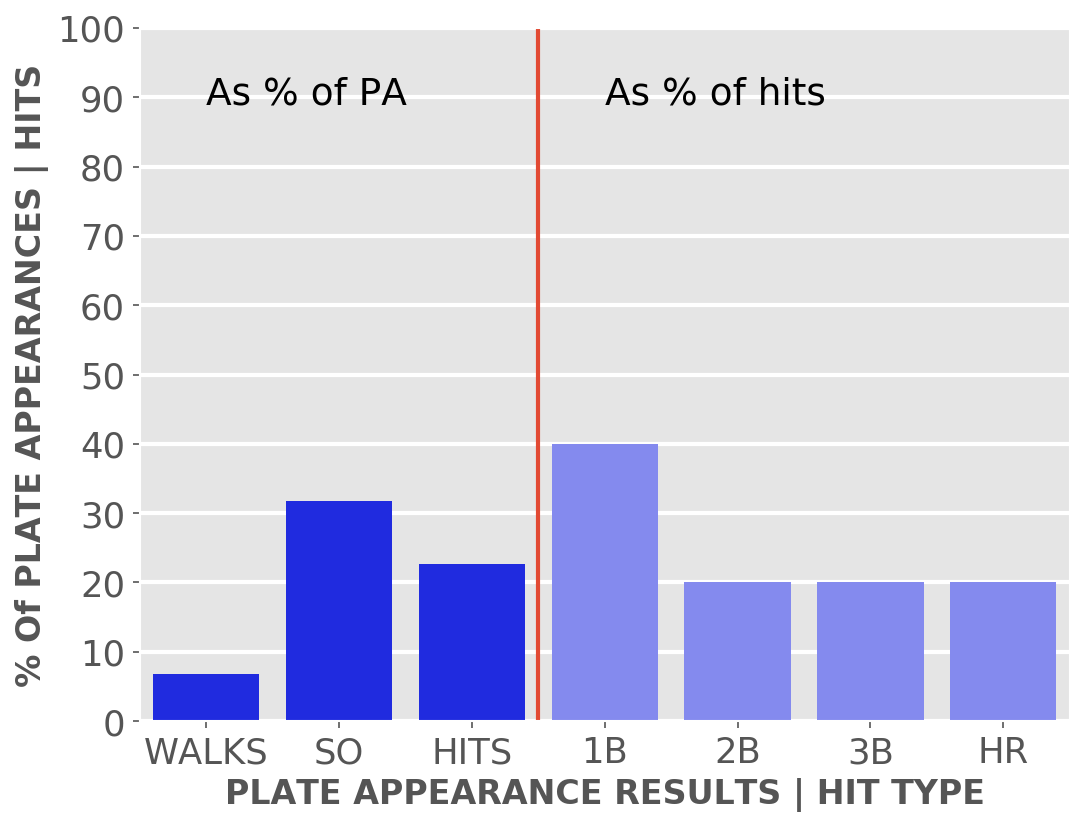 % Of PLATE APPEARANCES | HITS
100
90
80
70
60
50
40
30
20
10
0
As % of PA
As % of hits
WALKS SO HITS 1B 2B 3B HR
PLATE APPEARANCE RESULTS | HIT TYPE